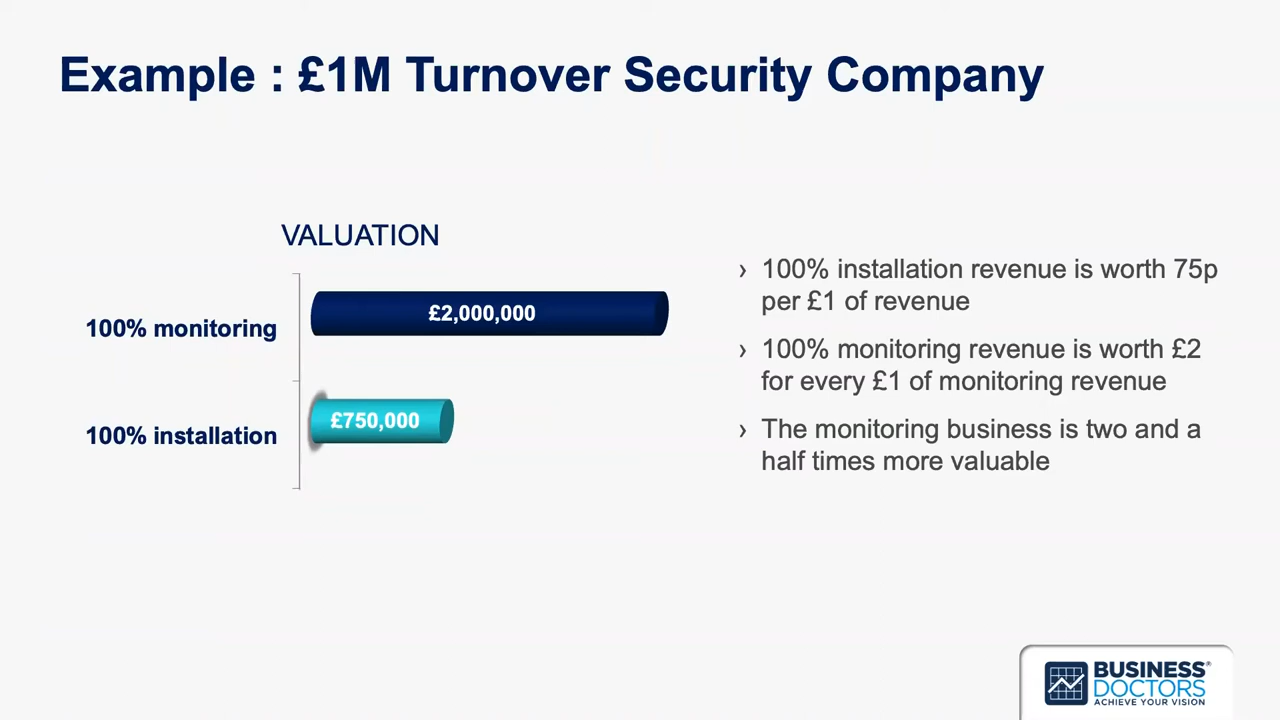 Example : £1M Turnover Security Company
VALUATION
100% monitoring
£2,000,000
100% installation
£750,000
› 100% installation revenue is worth 75p
per £1 of revenue
› 100% monitoring revenue is worth £2
for every £1 of monitoring revenue
› The monitoring business is two and a
half times more valuable
BUSINESS®
DOCTORS
ACHIEVE YOUR VISION